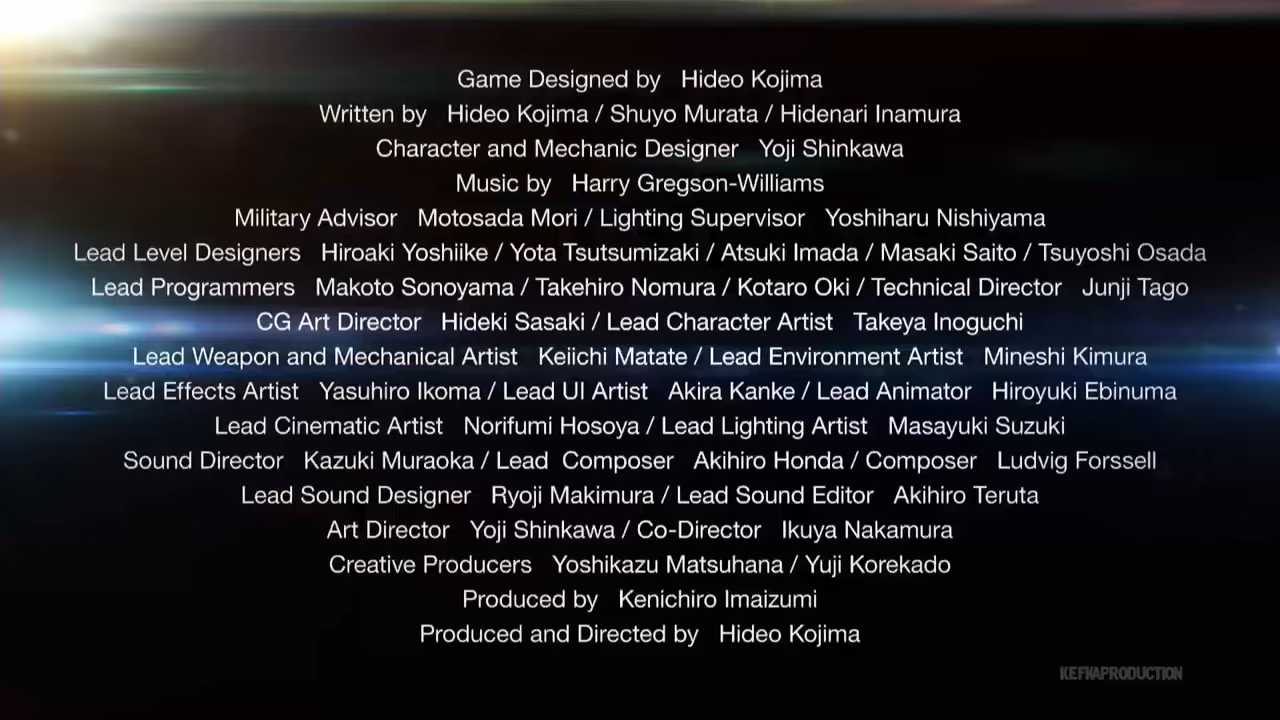 Game Designed by Hideo Kojima
Written by Hideo Kojima / Shuyo Murata / Hidenari Inamura
Character and Mechanic Designer Yoji Shinkawa
Music by Harry Gregson-Williams
Military Advisor Motosada Mori / Lighting Supervisor Yoshiharu Nishiyama
Lead Level Designers Hiroaki Yoshiike / Yota Tsutsumizaki / Atsuki Imada / Masaki Saito / Tsuyoshi Osada
Lead Programmers Makoto Sonoyama / Takehiro Nomura / Kotaro Oki / Technical Director Junji Tago
CG Art Director Hideki Sasaki / Lead Character Artist Takeya Inoguchi
Lead Weapon and Mechanical Artist Keiichi Matate / Lead Environment Artist Mineshi Kimura
Lead Effects Artist Yasuhiro Ikoma / Lead UI Artist Akira Kanke / Lead Animator Hiroyuki Ebinuma
Lead Cinematic Artist Norifumi Hosoya / Lead Lighting Artist Masayuki Suzuki
Sound Director Kazuki Muraoka / Lead Composer Akihiro Honda / Composer Ludvig Forssell
Lead Sound Designer Ryoji Makimura / Lead Sound Editor Akihiro Teruta
Art Director Yoji Shinkawa / Co-Director Ikuya Nakamura
Creative Producers Yoshikazu Matsuhana / Yuji Korekado
Produced by Kenichiro Imaizumi
Produced and Directed by Hideo Kojima
KEFKAPRODUCTION